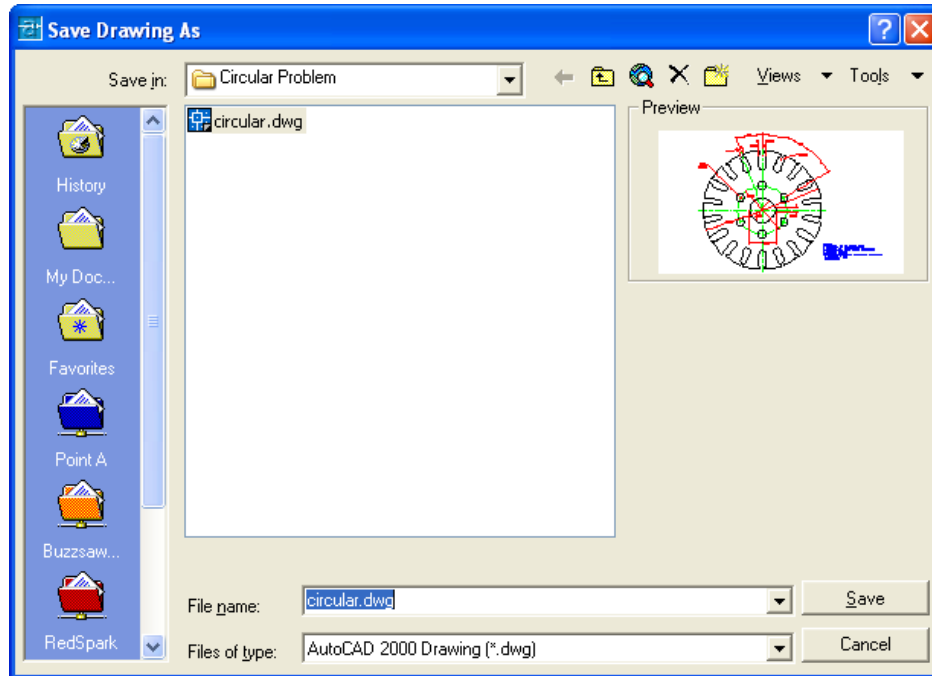 Save Drawing As
Save in: Circular Problem Views Tools
circular.dwg
Preview
History
My Doc...
Favorites
Point A
Buzzsaw...
RedSpark
File name: circular.dwg Save
Files of type: AutoCAD 2000 Drawing (*.dwg) Cancel